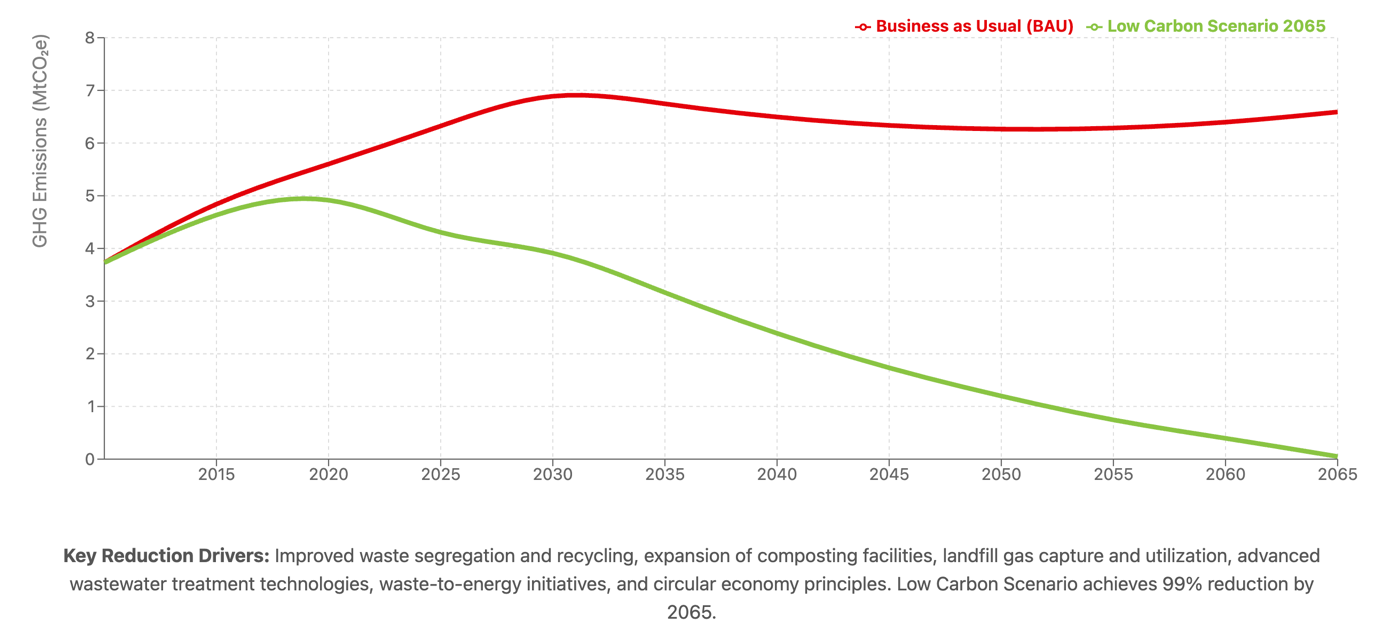 Business as Usual (BAU) Low Carbon Scenario 2065
GHG Emissions (MtCO₂e)
8
7
6
5
4
3
2
1
0
2015 2020 2025 2030 2035 2040 2045 2050 2055 2060 2065
Key Reduction Drivers: Improved waste segregation and recycling, expansion of composting facilities, landfill gas capture and utilization, advanced
wastewater treatment technologies, waste-to-energy initiatives, and circular economy principles. Low Carbon Scenario achieves 99% reduction by
2065.